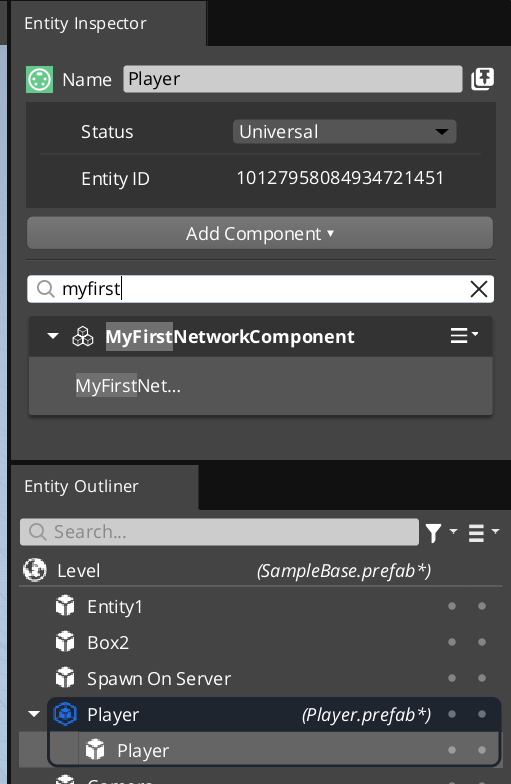 Entity Inspector
Name Player
Status Universal
Entity ID 10127958084934721451
Add Component
myfirst
MyFirstNetworkComponent
MyFirstNet...
Entity Outliner
Search...
Level (SampleBase.prefab*)
Entity1
Box2
Spawn On Server
Player (Player.prefab*)
Player